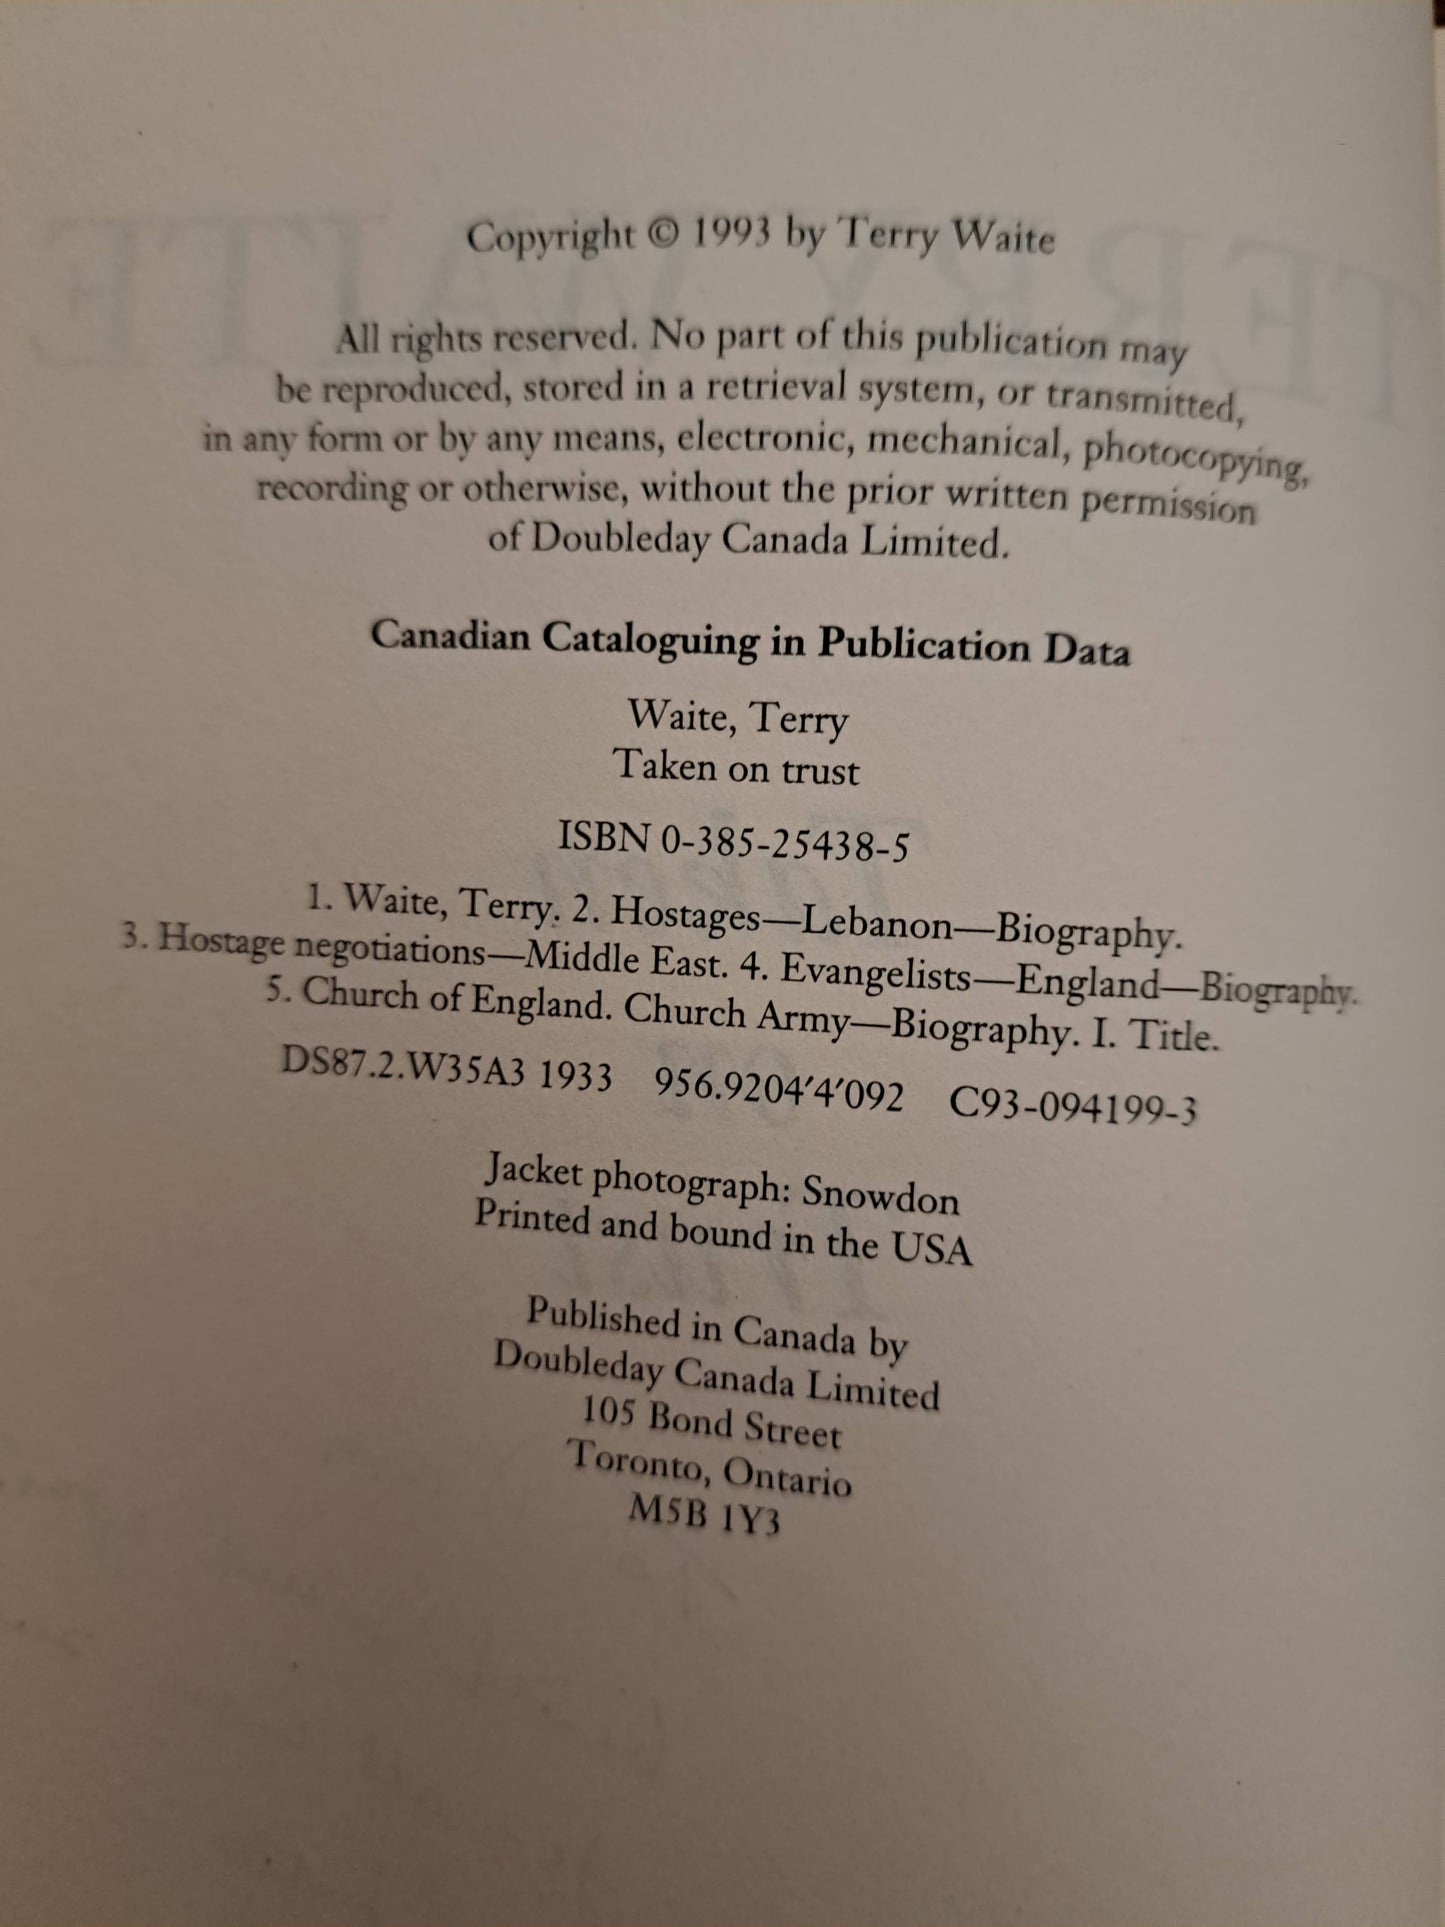 TERRY WAITE
Copyright © 1993 by Terry Waite
All rights reserved. No part of this publication may
be reproduced, stored in a retrieval system, or transmitted,
in any form or by any means, electronic, mechanical, photocopying,
recording or otherwise, without the prior written permission
of Doubleday Canada Limited.
Canadian Cataloguing in Publication Data
Waite, Terry
Taken on trust
ISBN 0-385-25438-5
1. Waite, Terry. 2. Hostages—Lebanon—Biography.
3. Hostage negotiations—Middle East. 4. Evangelists—England—Biography.
5. Church of England. Church Army—Biography. I. Title.
DS87.2.W35A3 1933 956.9204′4′092 C93-094199-3
Jacket photograph: Snowdon
Printed and bound in the USA
Published in Canada by
Doubleday Canada Limited
105 Bond Street
Toronto, Ontario
M5B 1Y3